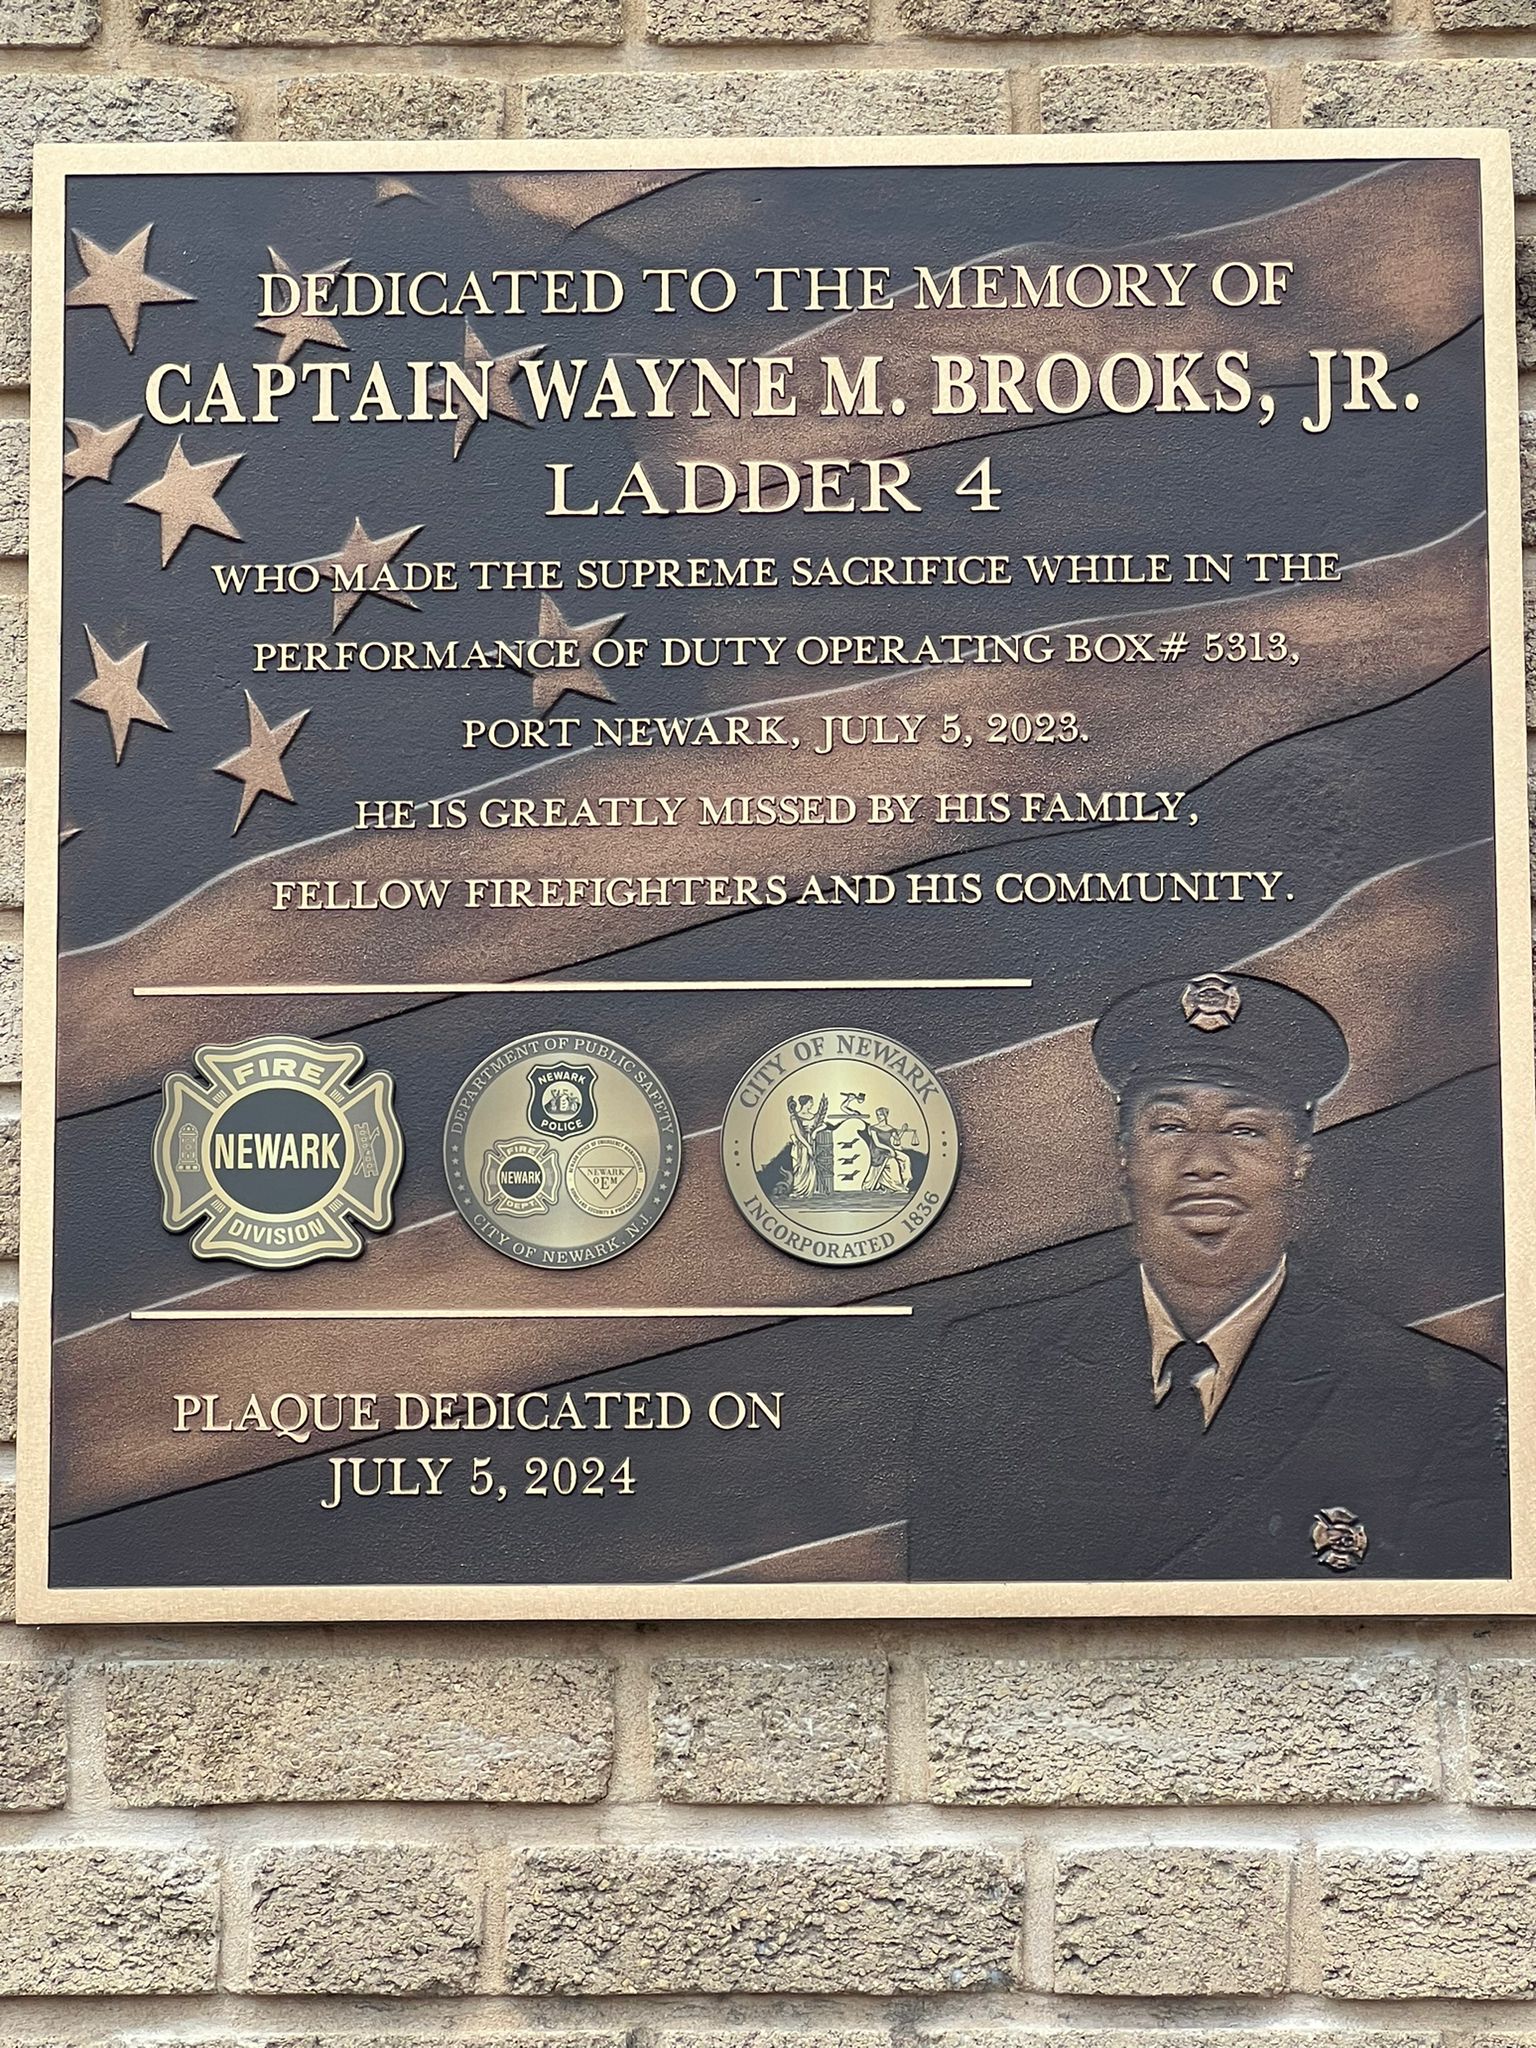 DEDICATED TO THE MEMORY OF
CAPTAIN WAYNE M. BROOKS, JR.
LADDER 4
WHO MADE THE SUPREME SACRIFICE WHILE IN THE
PERFORMANCE OF DUTY OPERATING BOX# 5313,
PORT NEWARK, JULY 5, 2023.
HE IS GREATLY MISSED BY HIS FAMILY,
FELLOW FIREFIGHTERS AND HIS COMMUNITY.
FIRE
NEWARK
DIVISION
DEPARTMENT OF PUBLIC SAFETY
NEWARK
POLICE
FIRE
NEWARK
DEPT
NEWARK
OEM
CITY OF NEWARK, N.J.
CITY OF NEWARK
INCORPORATED 1836
PLAQUE DEDICATED ON
JULY 5, 2024